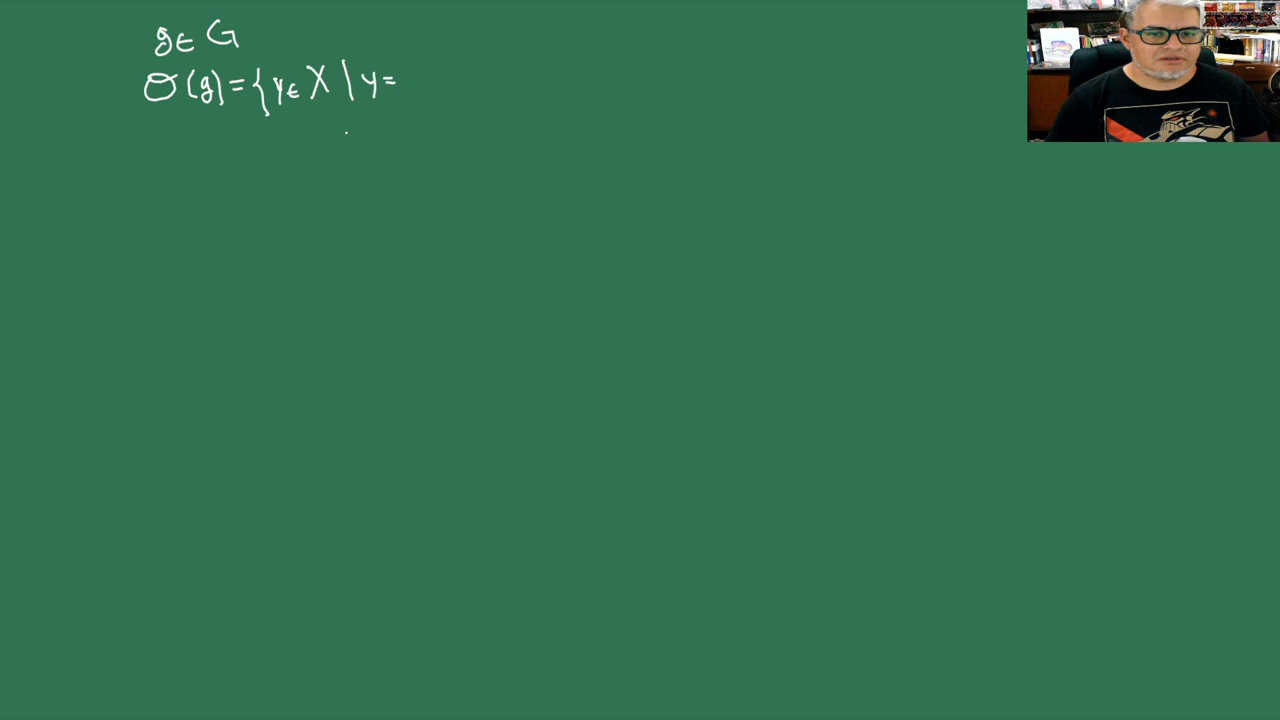 g ∈ G
O(g) = { y ∈ X | y =